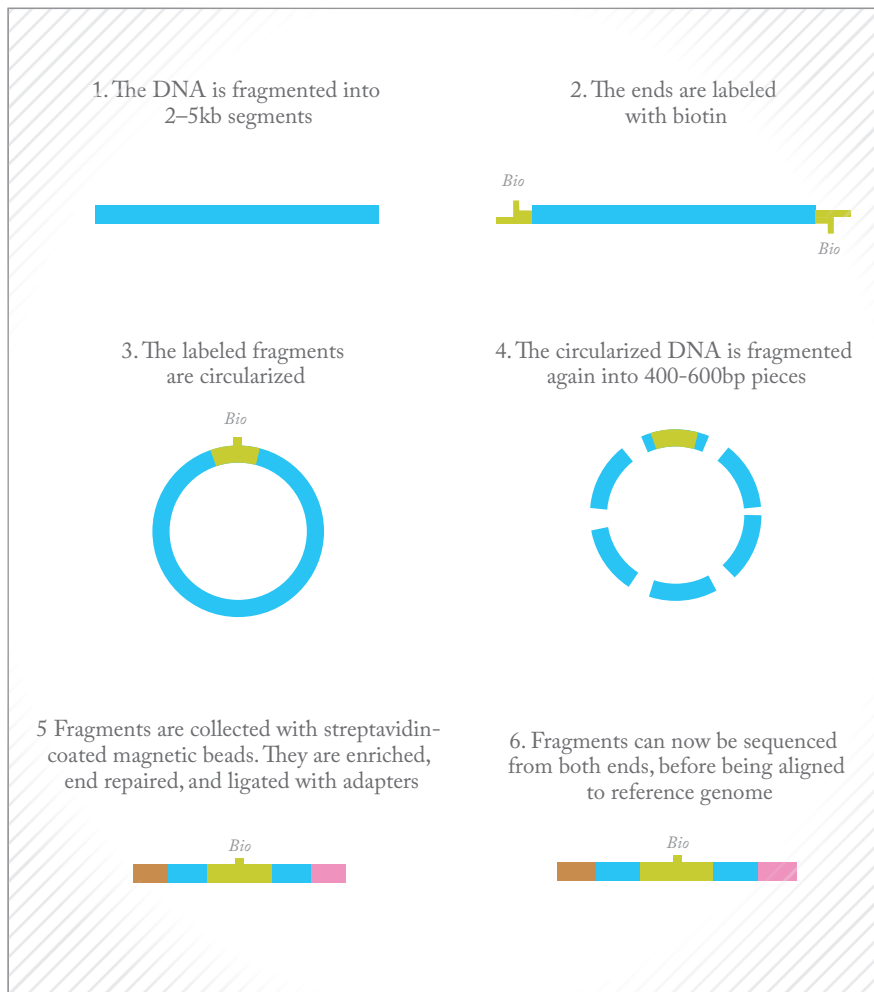 1. The DNA is fragmented into
2–5kb segments
2. The ends are labeled
with biotin
Bio
Bio
3. The labeled fragments
are circularized
Bio
4. The circularized DNA is fragmented
again into 400-600bp pieces
5 Fragments are collected with streptavidin-
coated magnetic beads. They are enriched,
end repaired, and ligated with adapters
Bio
6. Fragments can now be sequenced
from both ends, before being aligned
to reference genome
Bio